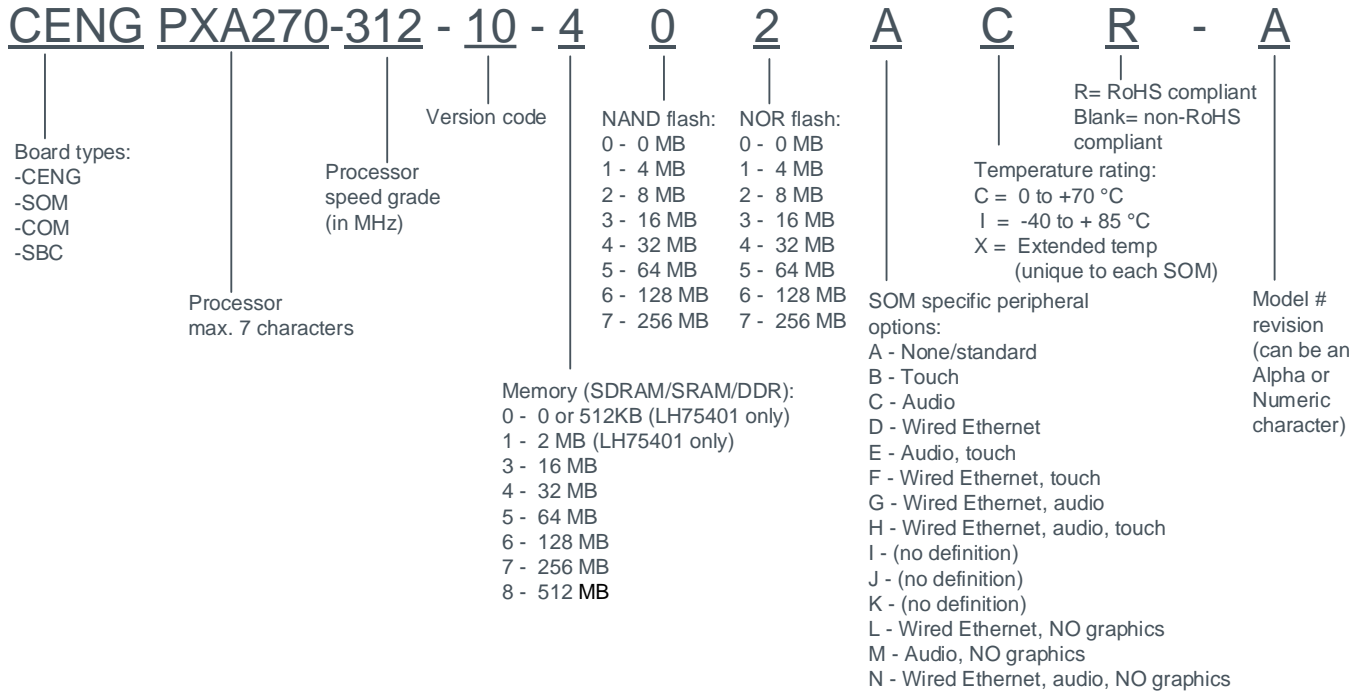 CENG PXA270-312 - 10 - 4 0 2 A C R - A
Board types:
-CENG
-SOM
-COM
-SBC
Processor
max. 7 characters
Processor
speed grade
(in MHz)
Version code
Memory (SDRAM/SRAM/DDR):
0 - 0 or 512KB (LH75401 only)
1 - 2 MB (LH75401 only)
3 - 16 MB
4 - 32 MB
5 - 64 MB
6 - 128 MB
7 - 256 MB
8 - 512 MB
NAND flash:
0 - 0 MB
1 - 4 MB
2 - 8 MB
3 - 16 MB
4 - 32 MB
5 - 64 MB
6 - 128 MB
7 - 256 MB
NOR flash:
0 - 0 MB
1 - 4 MB
2 - 8 MB
3 - 16 MB
4 - 32 MB
5 - 64 MB
6 - 128 MB
7 - 256 MB
SOM specific peripheral
options:
A - None/standard
B - Touch
C - Audio
D - Wired Ethernet
E - Audio, touch
F - Wired Ethernet, touch
G - Wired Ethernet, audio
H - Wired Ethernet, audio, touch
I - (no definition)
J - (no definition)
K - (no definition)
L - Wired Ethernet, NO graphics
M - Audio, NO graphics
N - Wired Ethernet, audio, NO graphics
Temperature rating:
C = 0 to +70 °C
I = -40 to + 85 °C
X = Extended temp
(unique to each SOM)
R= RoHS compliant
Blank= non-RoHS
compliant
Model #
revision
(can be an
Alpha or
Numeric
character)